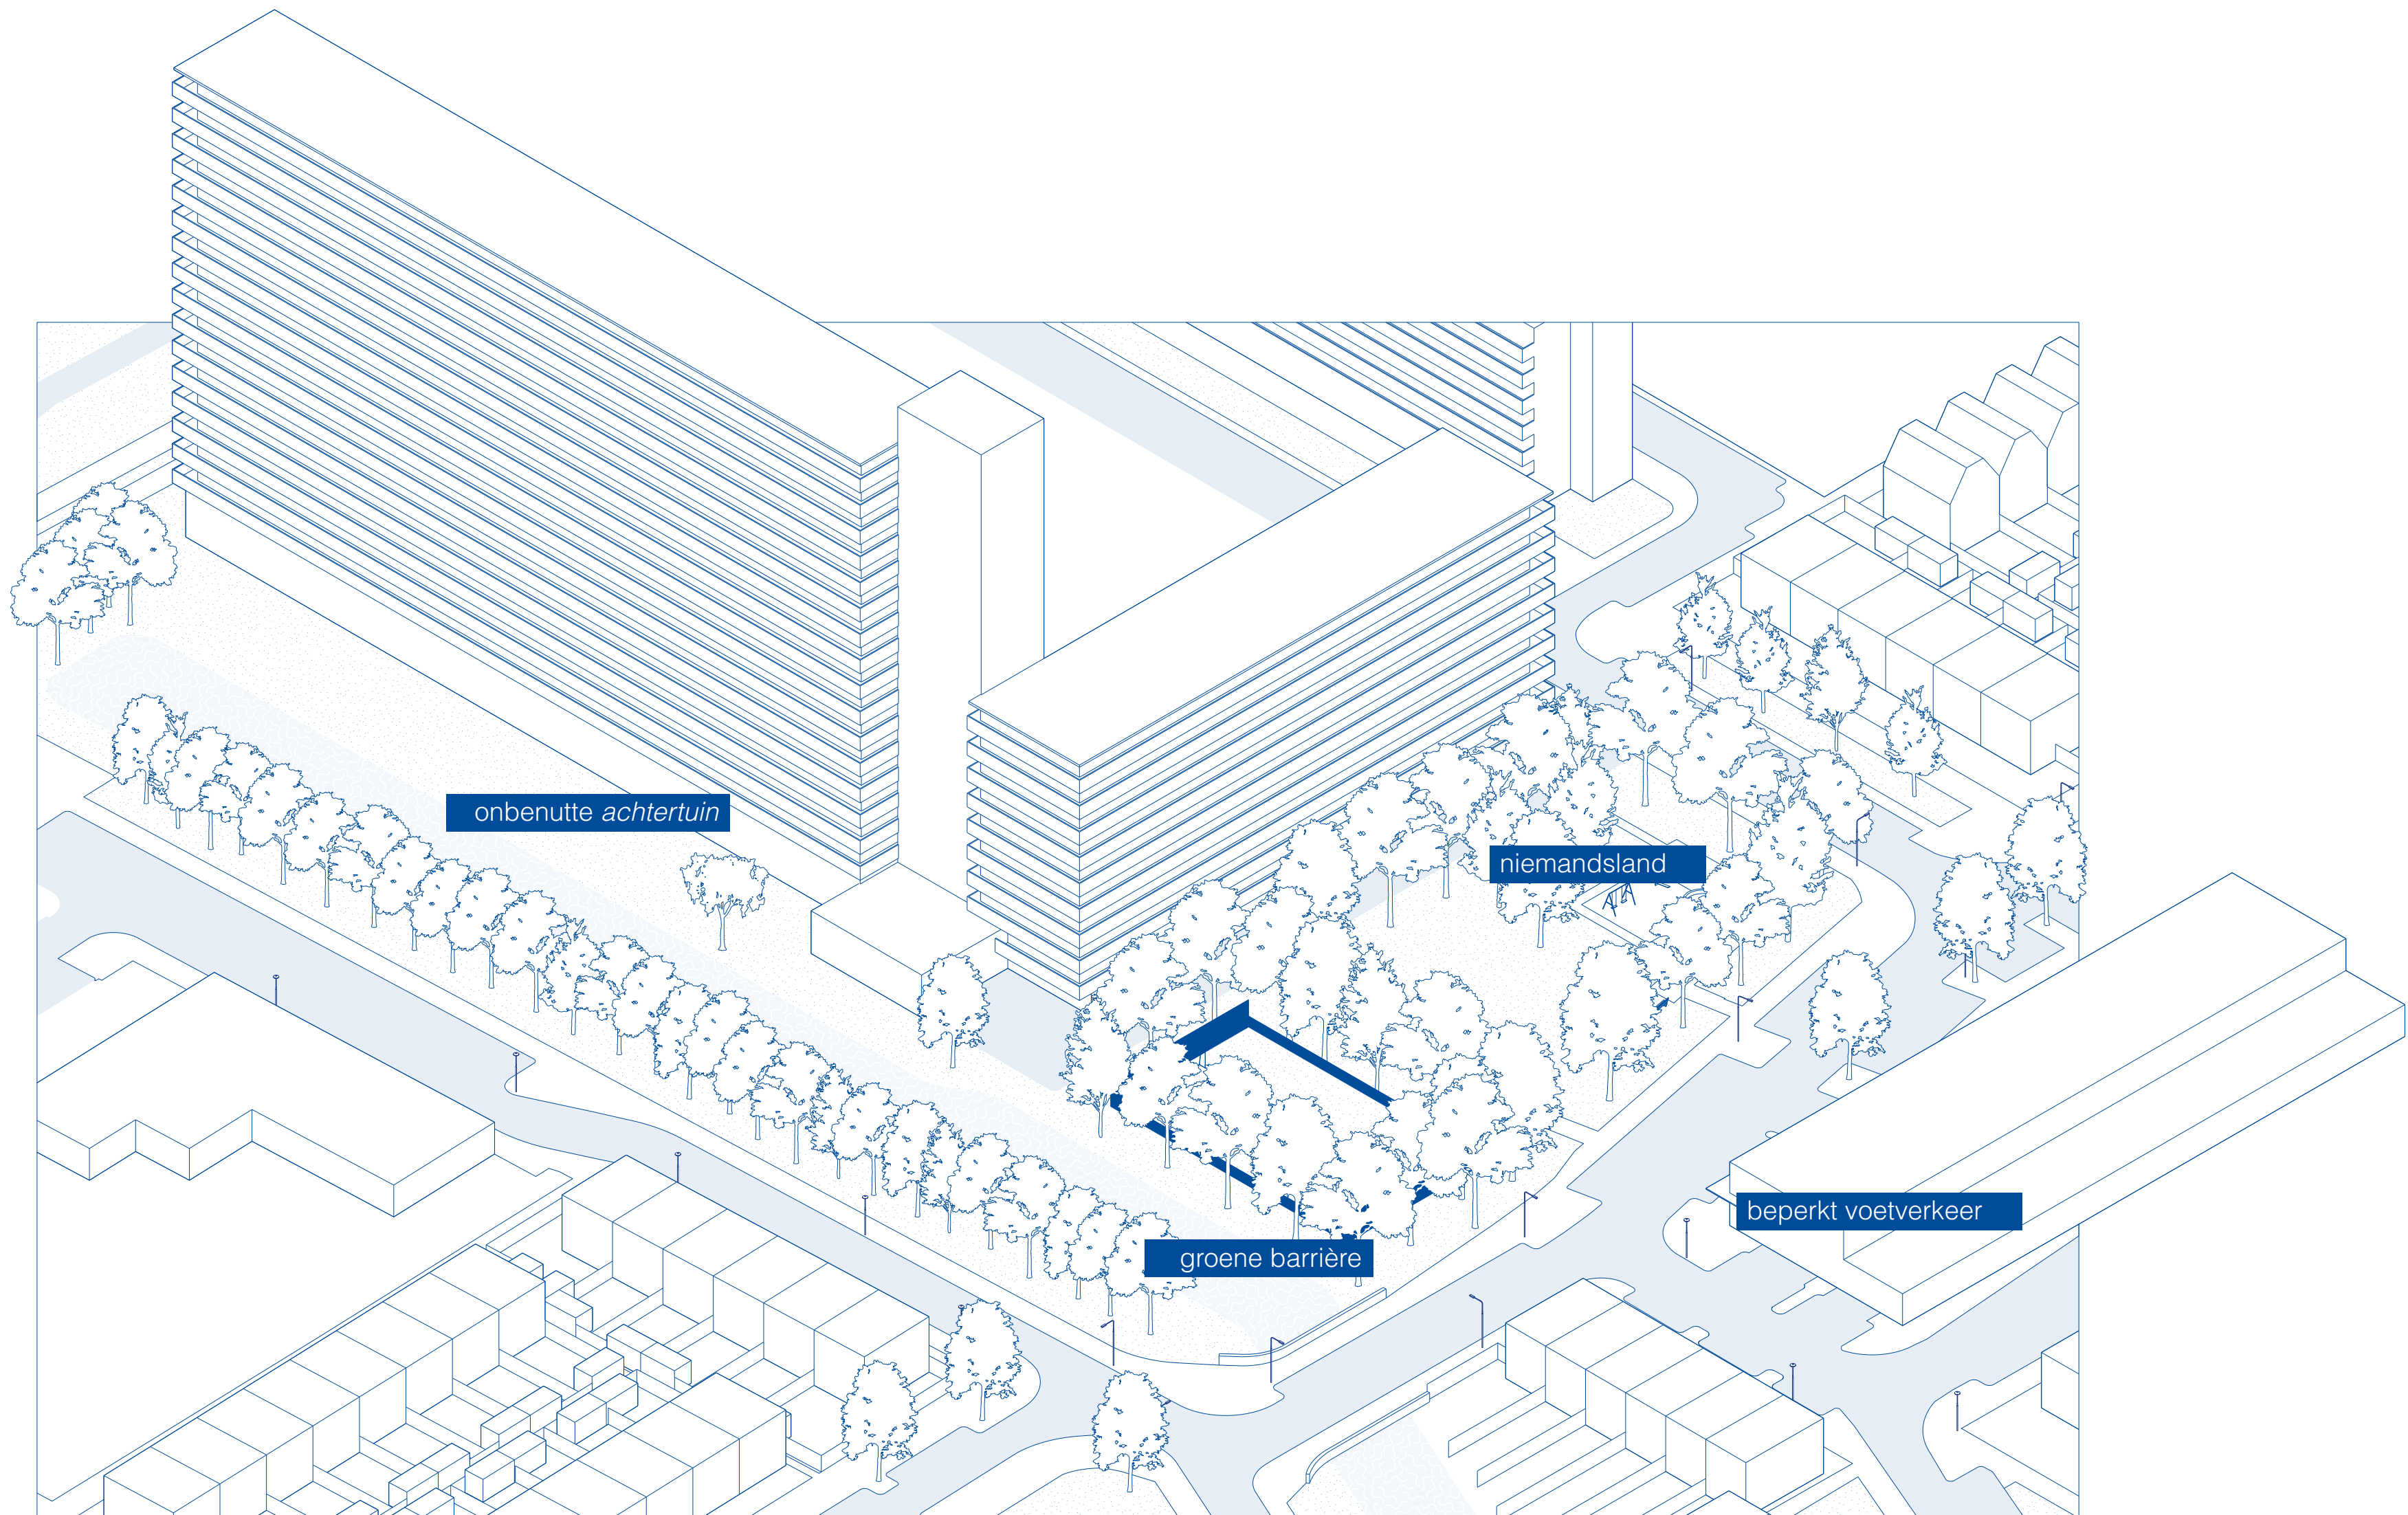 onbenutte achtertuin
niemandsland
beperkt voetverkeer
groene barrière